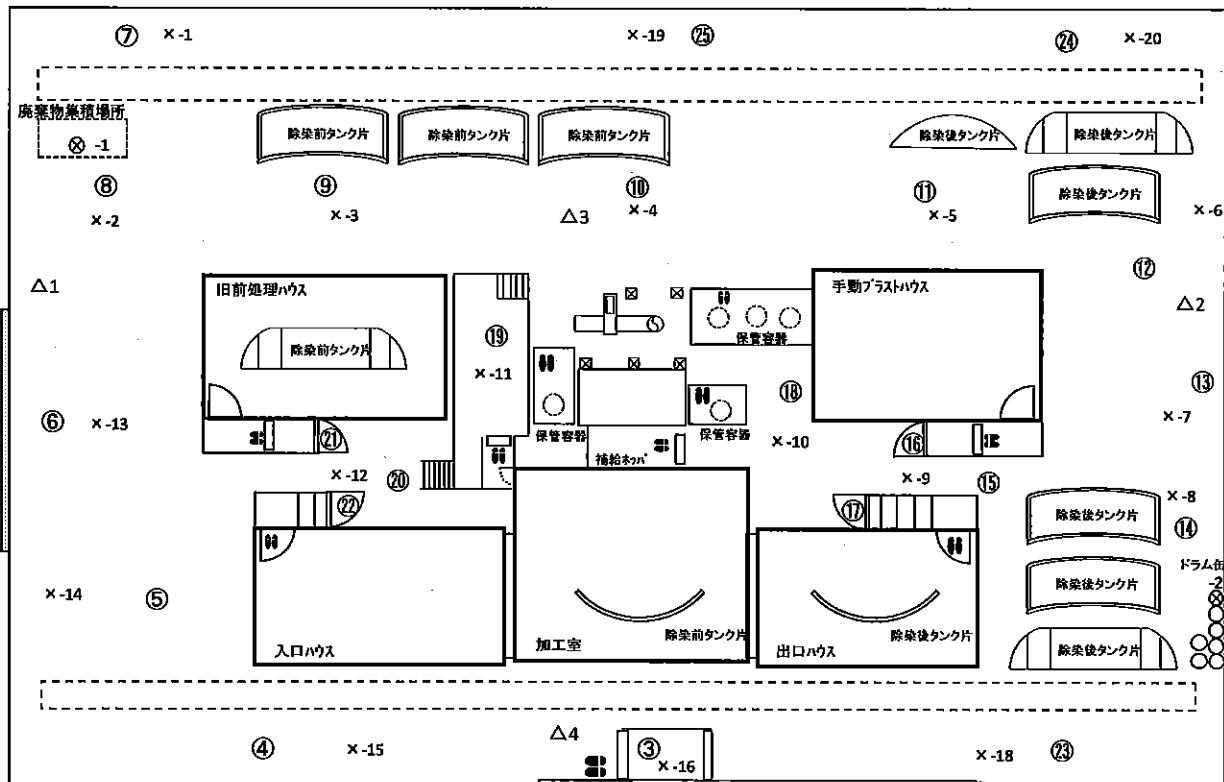 ⑦ ×-1 ×-19 ㉕ ㉔ ×-20
廃棄物集積場所
⊗ -1
除染前タンク片 除染前タンク片 除染前タンク片 除染後タンク片 除染後タンク片
⑧ ⑨ ⑩ ⑪ 除染後タンク片
×-2 ×-3 △3 ×-4 ×-5 ×-6
⑫
△1 旧前処理ハウス 手動ブラストハウス △2
⑲ 保管容器
除染前タンク片
×-11 ⑱ ⑬
⑥ ×-13 ×-7
㉑ 保管容器 保管容器 ×-10 ⑯
補給ホッパ
×-12 ⑳ ×-9 ⑮
㉒ ⑰ 除染後タンク片 ×-8
⑭
ドラム缶
-2
⊗
×-14 ⑤ 除染後タンク片
入口ハウス 加工室 除染前タンク片 出口ハウス 除染後タンク片 除染後タンク片
④ ×-15 △4 ③ ×-16 ×-18 ㉓